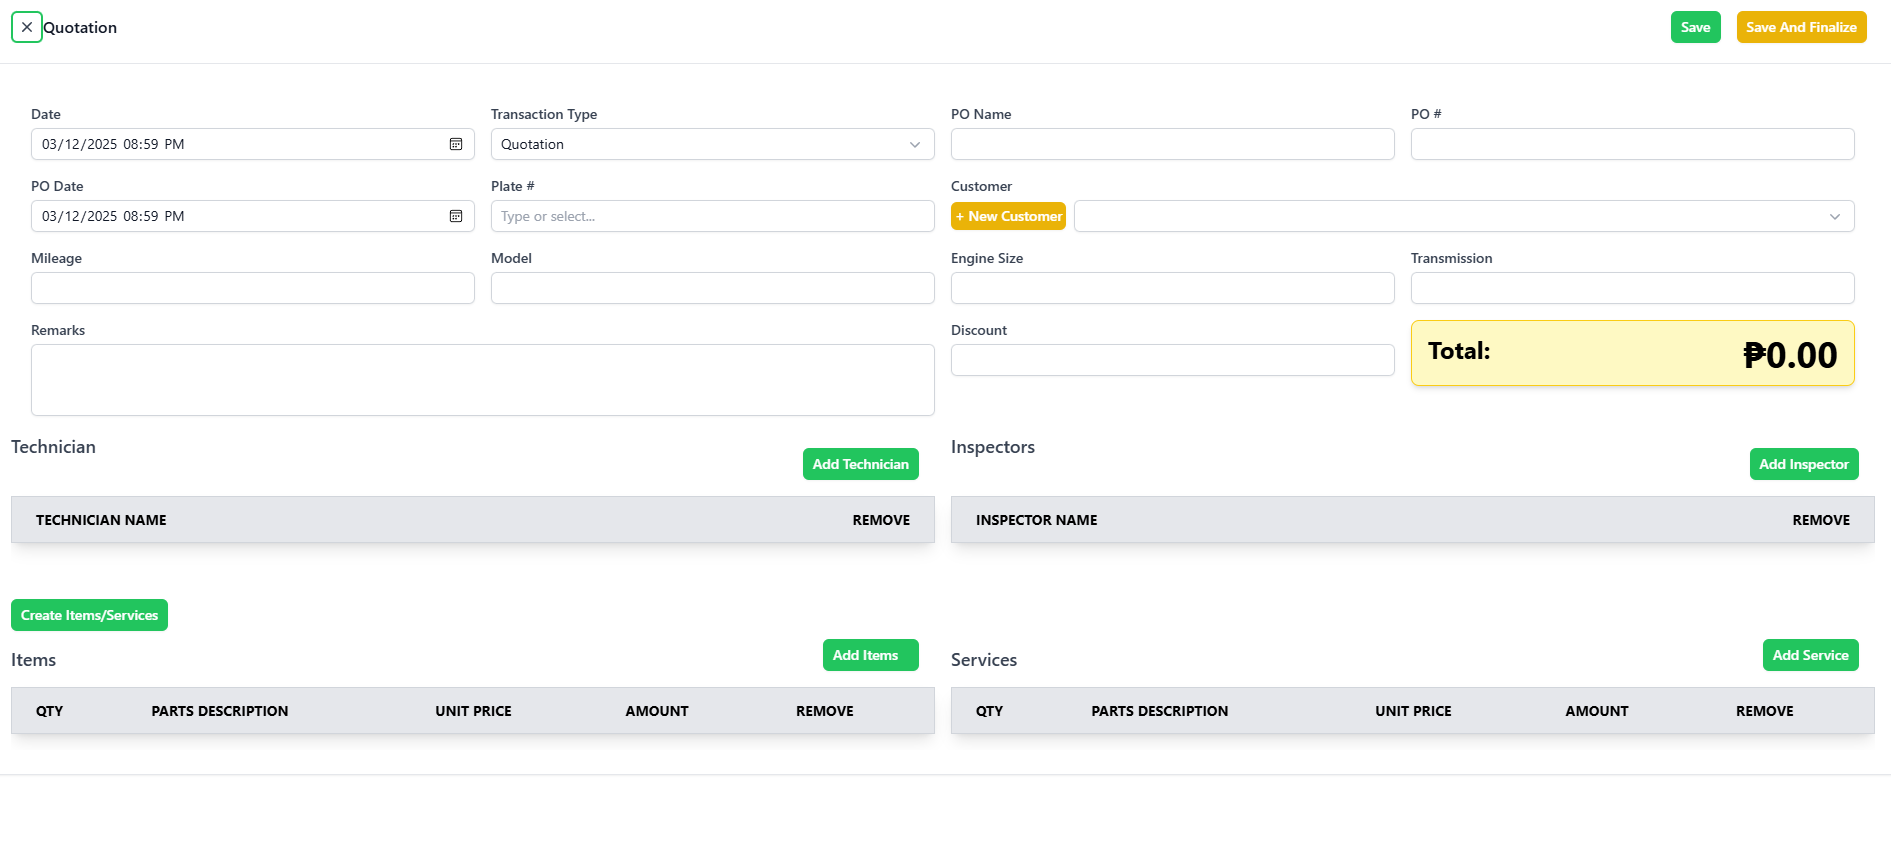 Quotation
Save
Save And Finalize
Date
Transaction Type
PO Name
PO #
03/12/2025 08:59 PM
Quotation
PO Date
Plate #
Customer
03/12/2025 08:59 PM
Type or select...
+ New Customer
Mileage
Model
Engine Size
Transmission
Remarks
Discount
Total:
₱0.00
Technician
Add Technician
Inspectors
Add Inspector
TECHNICIAN NAME
REMOVE
INSPECTOR NAME
REMOVE
Create Items/Services
Items
Add Items
Services
Add Service
QTY
PARTS DESCRIPTION
UNIT PRICE
AMOUNT
REMOVE
QTY
PARTS DESCRIPTION
UNIT PRICE
AMOUNT
REMOVE